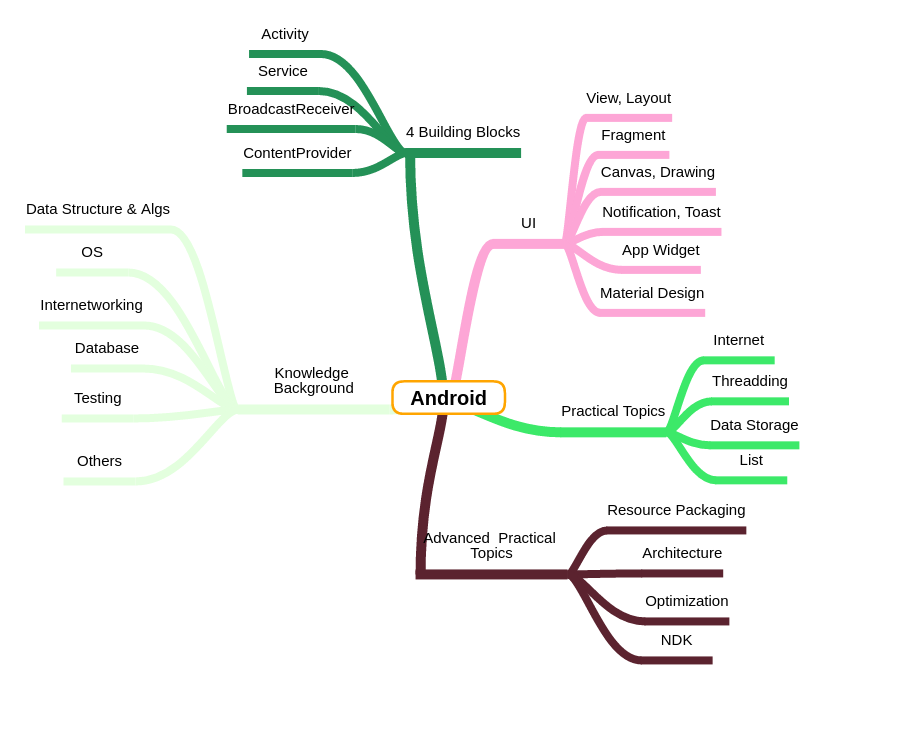 Activity
Service
BroadcastReceiver
ContentProvider
4 Building Blocks
View, Layout
Fragment
Canvas, Drawing
Notification, Toast
App Widget
Material Design
UI
Data Structure & Algs
OS
Internetworking
Database
Testing
Others
Knowledge
Background
Android
Internet
Threadding
Data Storage
List
Practical Topics
Resource Packaging
Architecture
Optimization
NDK
Advanced  Practical
Topics